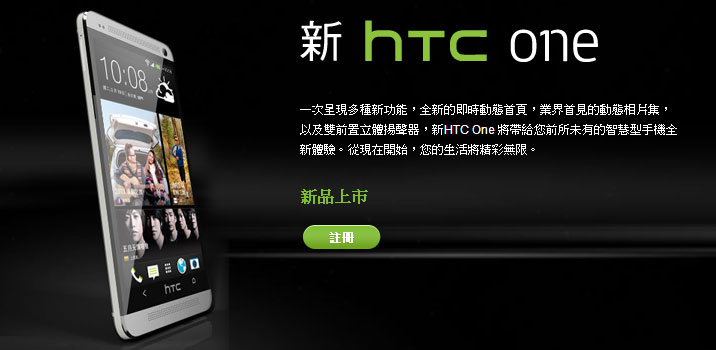 新 hTC one
一次呈現多種新功能，全新的即時動態首頁，業界首見的動態相片集，
以及雙前置立體揚聲器，新HTC One 將帶給您前所未有的智慧型手機全
新體驗。從現在開始，您的生活將精彩無限。
新品上市
註冊
10:08
hTC